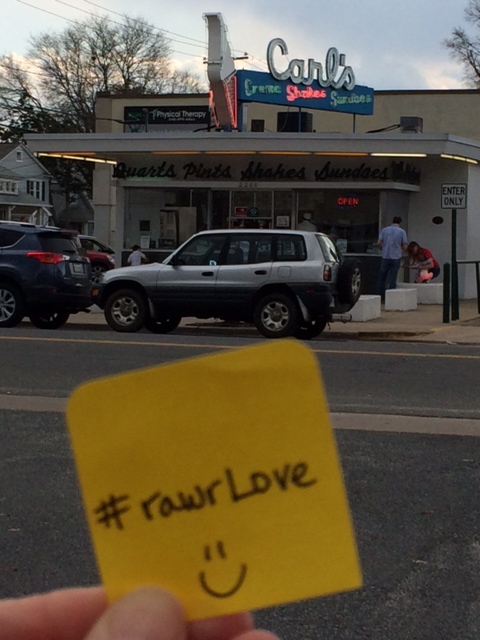 Carl's
Creme Shakes Sundaes
Physical Therapy
Quarts Pints Shakes Sundaes
OPEN
ENTER
ONLY
#rawrLove